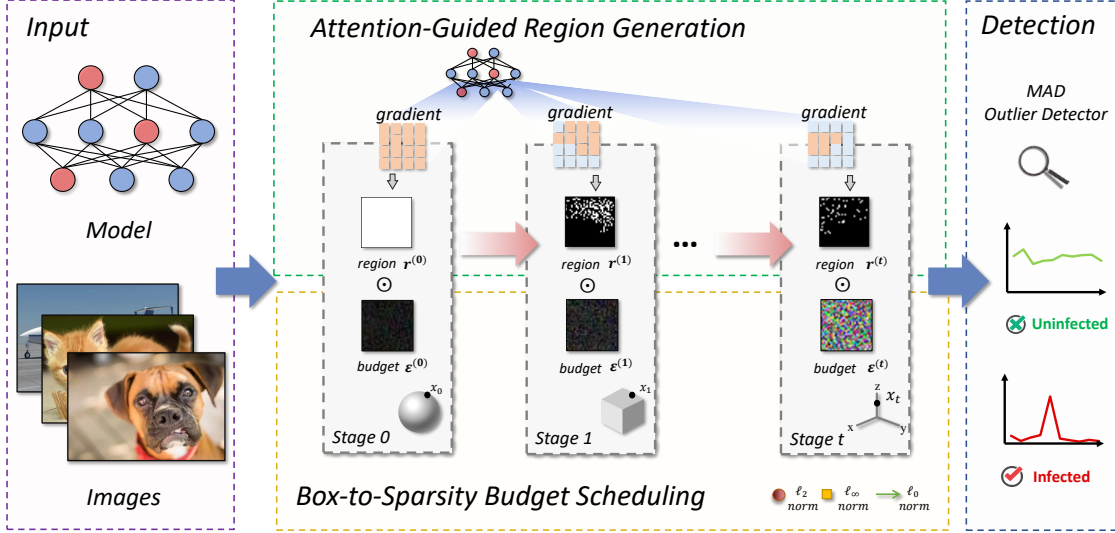 Input
Model
Images
Attention-Guided Region Generation
gradient
gradient
gradient
region r⁽⁰⁾
region r⁽¹⁾
...
region r⁽ᵗ⁾
⊙
⊙
⊙
budget ε⁽⁰⁾
budget ε⁽¹⁾
budget ε⁽ᵗ⁾
x₀
x₁
z
xₜ
x
y
Stage 0
Stage 1
Stage t
Box-to-Sparsity Budget Scheduling
ℓ₂ norm
ℓ∞ norm
ℓ₀ norm
Detection
MAD
Outlier Detector
Uninfected
Infected